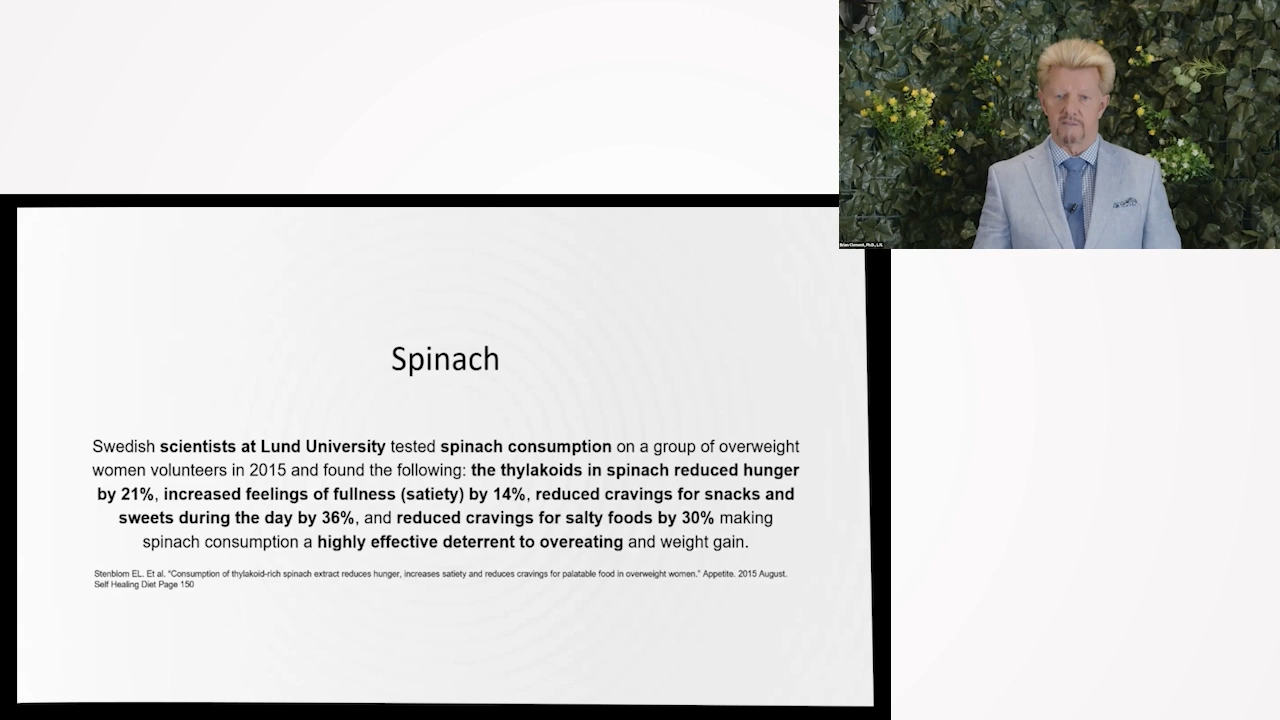 Brian Clement, Ph.D., L.N.
Spinach
Swedish scientists at Lund University tested spinach consumption on a group of overweight
women volunteers in 2015 and found the following: the thylakoids in spinach reduced hunger
by 21%, increased feelings of fullness (satiety) by 14%, reduced cravings for snacks and
sweets during the day by 36%, and reduced cravings for salty foods by 30% making
spinach consumption a highly effective deterrent to overeating and weight gain.
Stenblom EL. Et al. “Consumption of thylakoid-rich spinach extract reduces hunger, increases satiety and reduces cravings for palatable food in overweight women.” Appetite. 2015 August.
Self Healing Diet Page 150